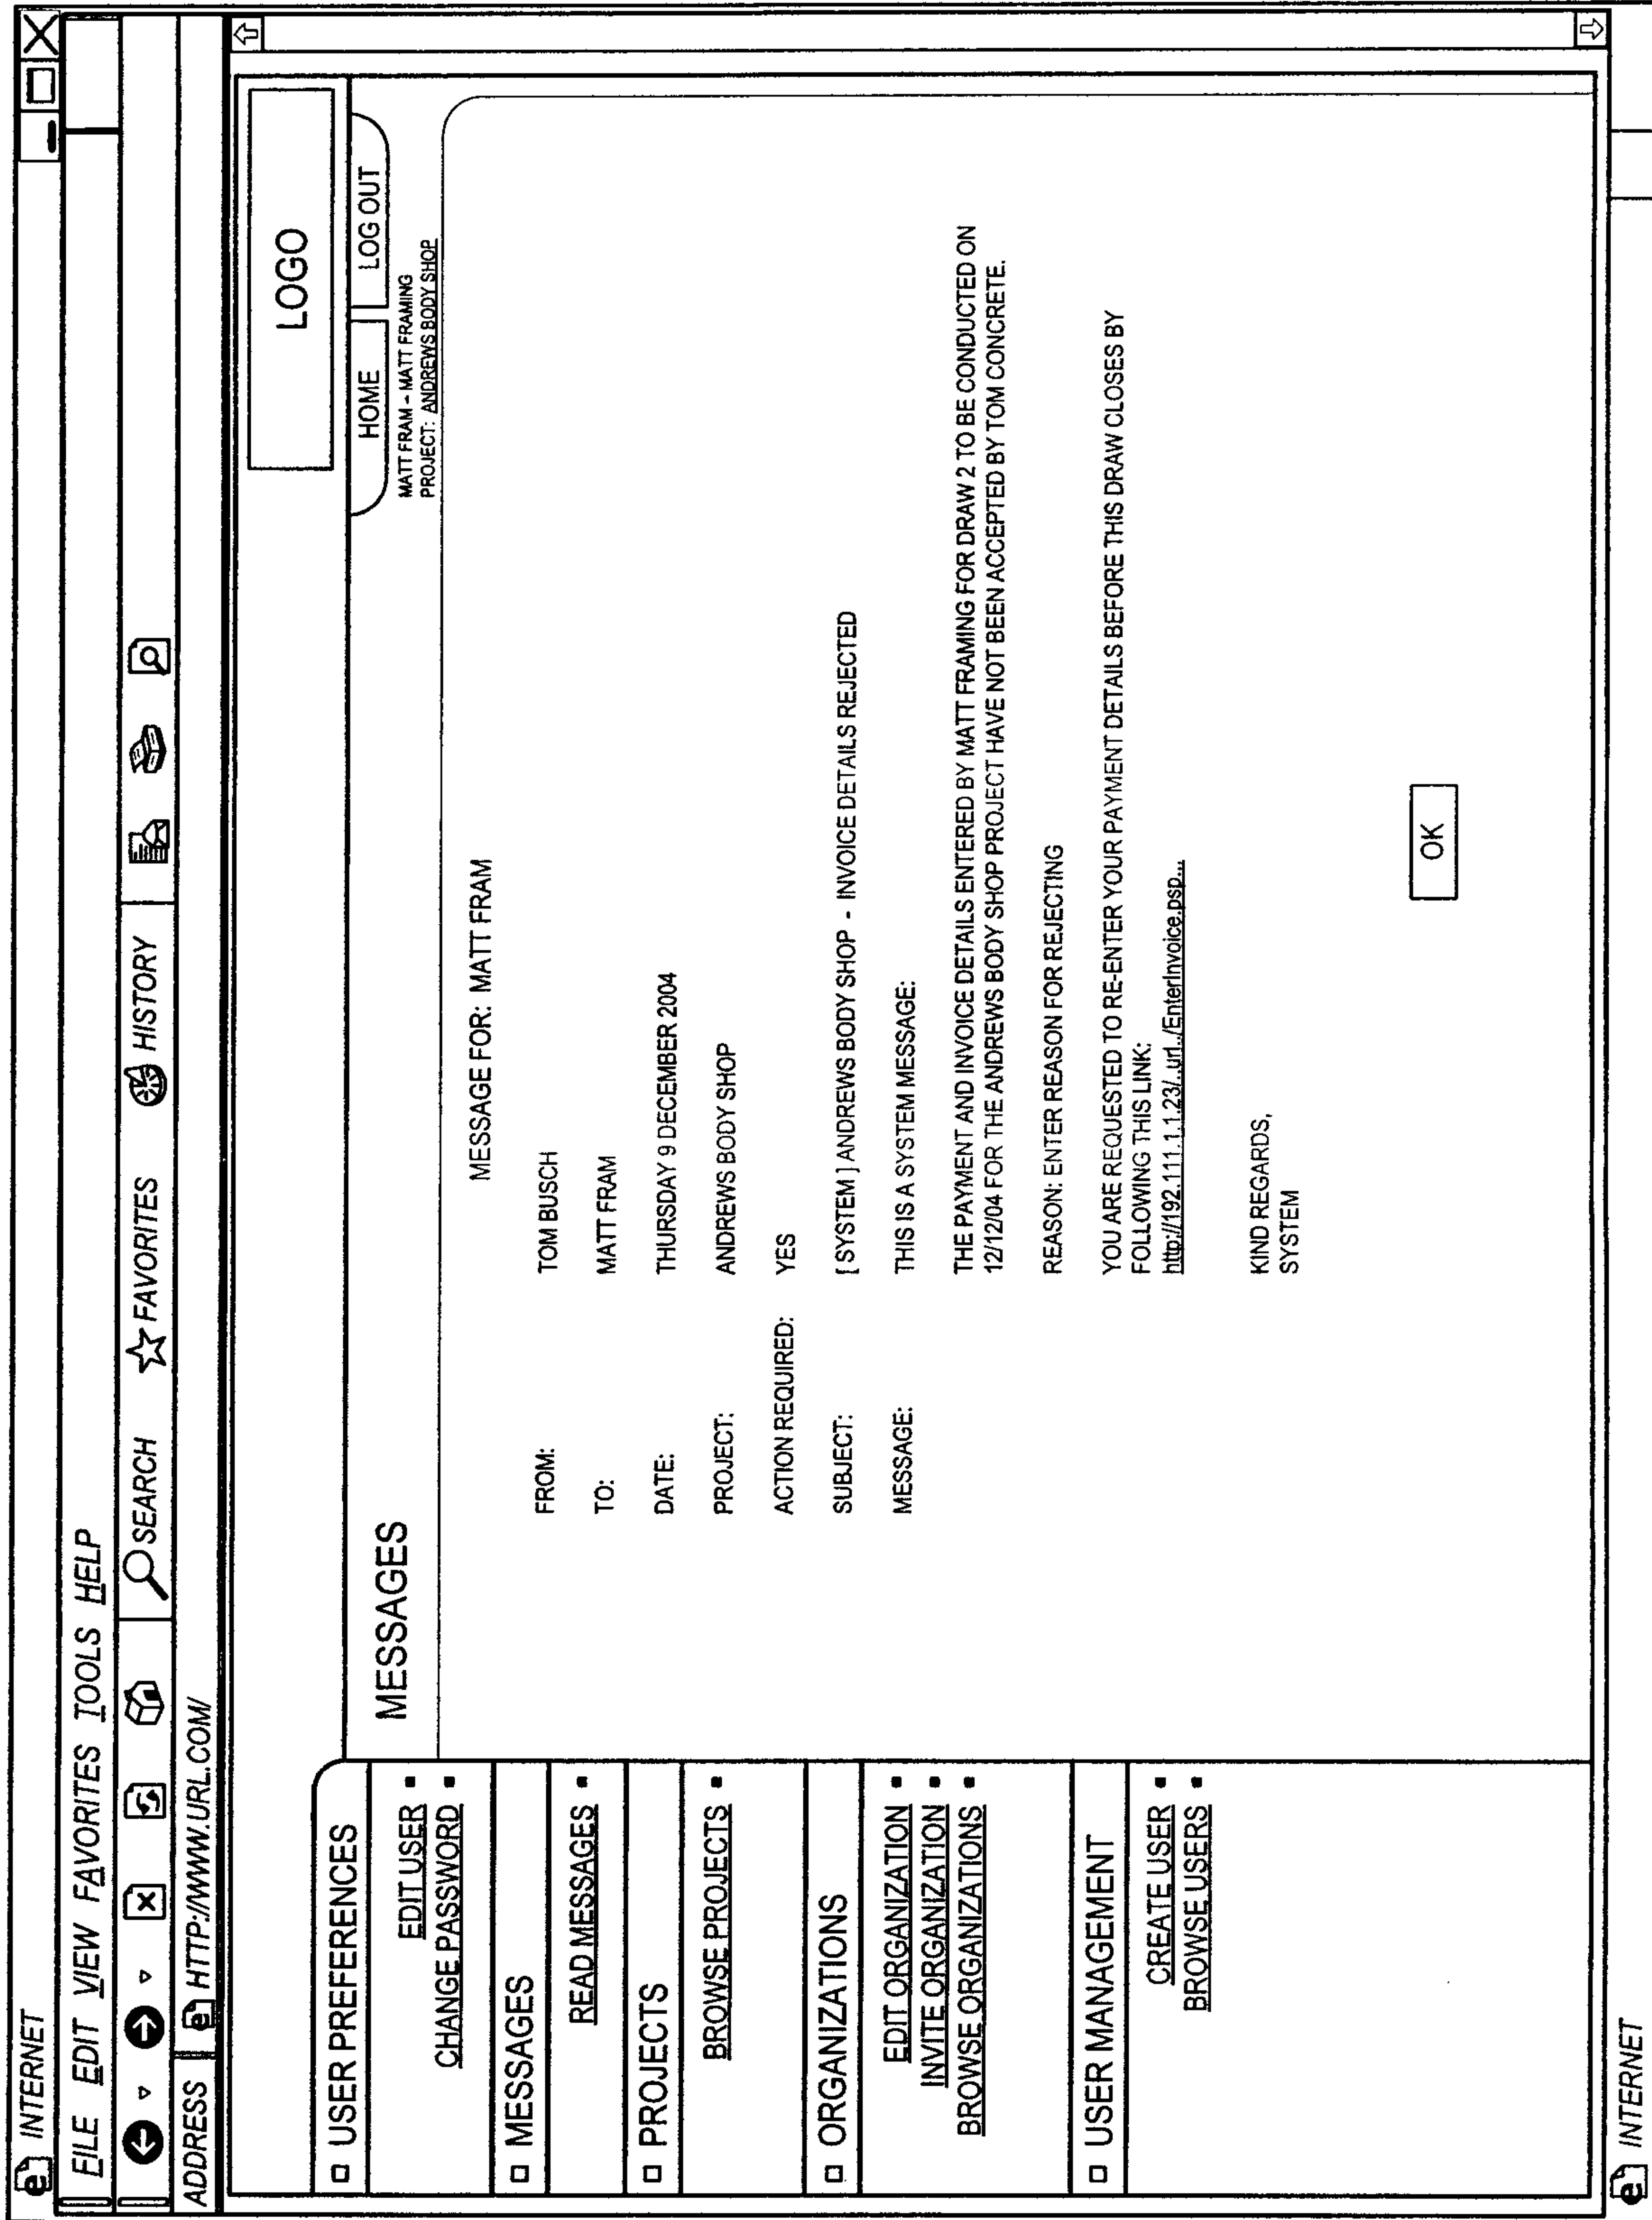 INTERNET
FILE EDIT VIEW FAVORITES TOOLS HELP
SEARCH FAVORITES HISTORY
ADDRESS HTTP://WWW.URL.COM/
LOGO
HOME LOG OUT
MATT FRAM – MATT FRAMING
PROJECT: ANDREWS BODY SHOP
USER PREFERENCES
EDIT USER
CHANGE PASSWORD
MESSAGES
READ MESSAGES
PROJECTS
BROWSE PROJECTS
ORGANIZATIONS
EDIT ORGANIZATION
INVITE ORGANIZATION
BROWSE ORGANIZATIONS
USER MANAGEMENT
CREATE USER
BROWSE USERS
MESSAGES
MESSAGE FOR: MATT FRAM
FROM: TOM BUSCH
TO: MATT FRAM
DATE: THURSDAY 9 DECEMBER 2004
PROJECT: ANDREWS BODY SHOP
ACTION REQUIRED: YES
SUBJECT: [ SYSTEM ] ANDREWS BODY SHOP - INVOICE DETAILS REJECTED
MESSAGE: THIS IS A SYSTEM MESSAGE:
THE PAYMENT AND INVOICE DETAILS ENTERED BY MATT FRAMING FOR DRAW 2 TO BE CONDUCTED ON
12/12/04 FOR THE ANDREWS BODY SHOP PROJECT HAVE NOT BEEN ACCEPTED BY TOM CONCRETE.
REASON: ENTER REASON FOR REJECTING
YOU ARE REQUESTED TO RE-ENTER YOUR PAYMENT DETAILS BEFORE THIS DRAW CLOSES BY
FOLLOWING THIS LINK:
http://192.111.1.1.23/..url../EnterInvoice.psp...
KIND REGARDS,
SYSTEM
OK
INTERNET